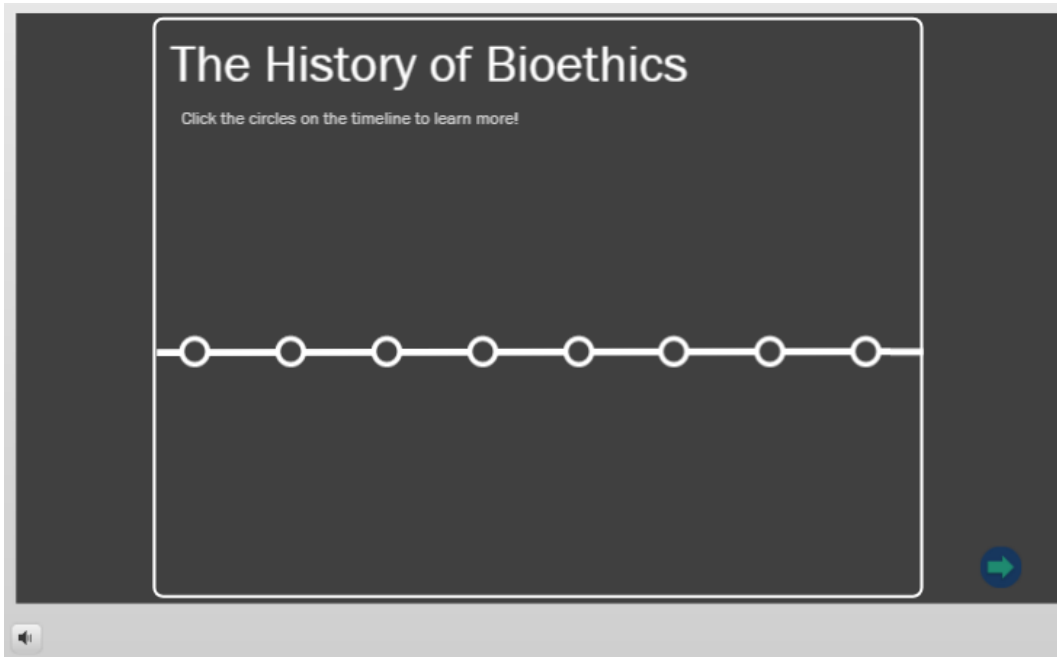 The History of Bioethics
Click the circles on the timeline to learn more!